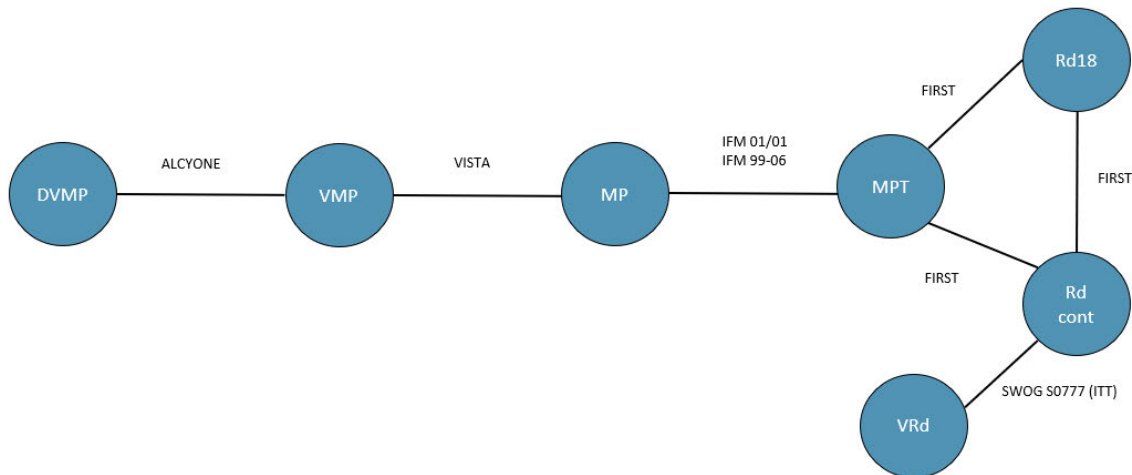 Rd18
FIRST
IFM 01/01
IFM 99-06
ALCYONE
VISTA
FIRST
DVMP
VMP
MP
MPT
FIRST
Rd
cont
SWOG S0777 (ITT)
VRd